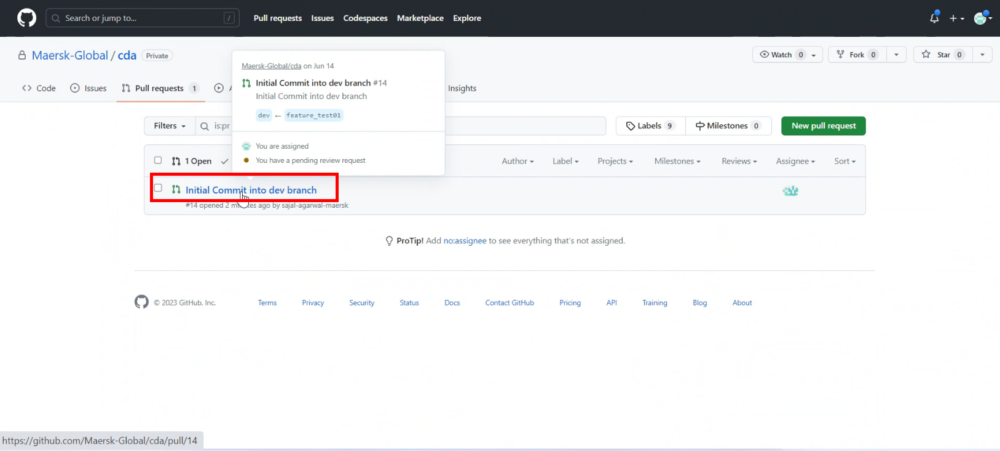 Search or jump to...
/
Pull requests
Issues
Codespaces
Marketplace
Explore
Maersk-Global / cda
Private
Watch 0
Fork 0
Star 0
Code
Issues
Pull requests 1
Insights
Maersk-Global/cda on Jun 14
Initial Commit into dev branch #14
Initial Commit into dev branch
dev ← feature_test01
You are assigned
You have a pending review request
Filters
is:pr
Labels 9
Milestones 0
New pull request
1 Open
Author
Label
Projects
Milestones
Reviews
Assignee
Sort
Initial Commit into dev branch
#14 opened 2 ago by sajal-agarwal-maersk
ProTip! Add no:assignee to see everything that's not assigned.
© 2023 GitHub, Inc.
Terms
Privacy
Security
Status
Docs
Contact GitHub
Pricing
API
Training
Blog
About
https://github.com/Maersk-Global/cda/pull/14